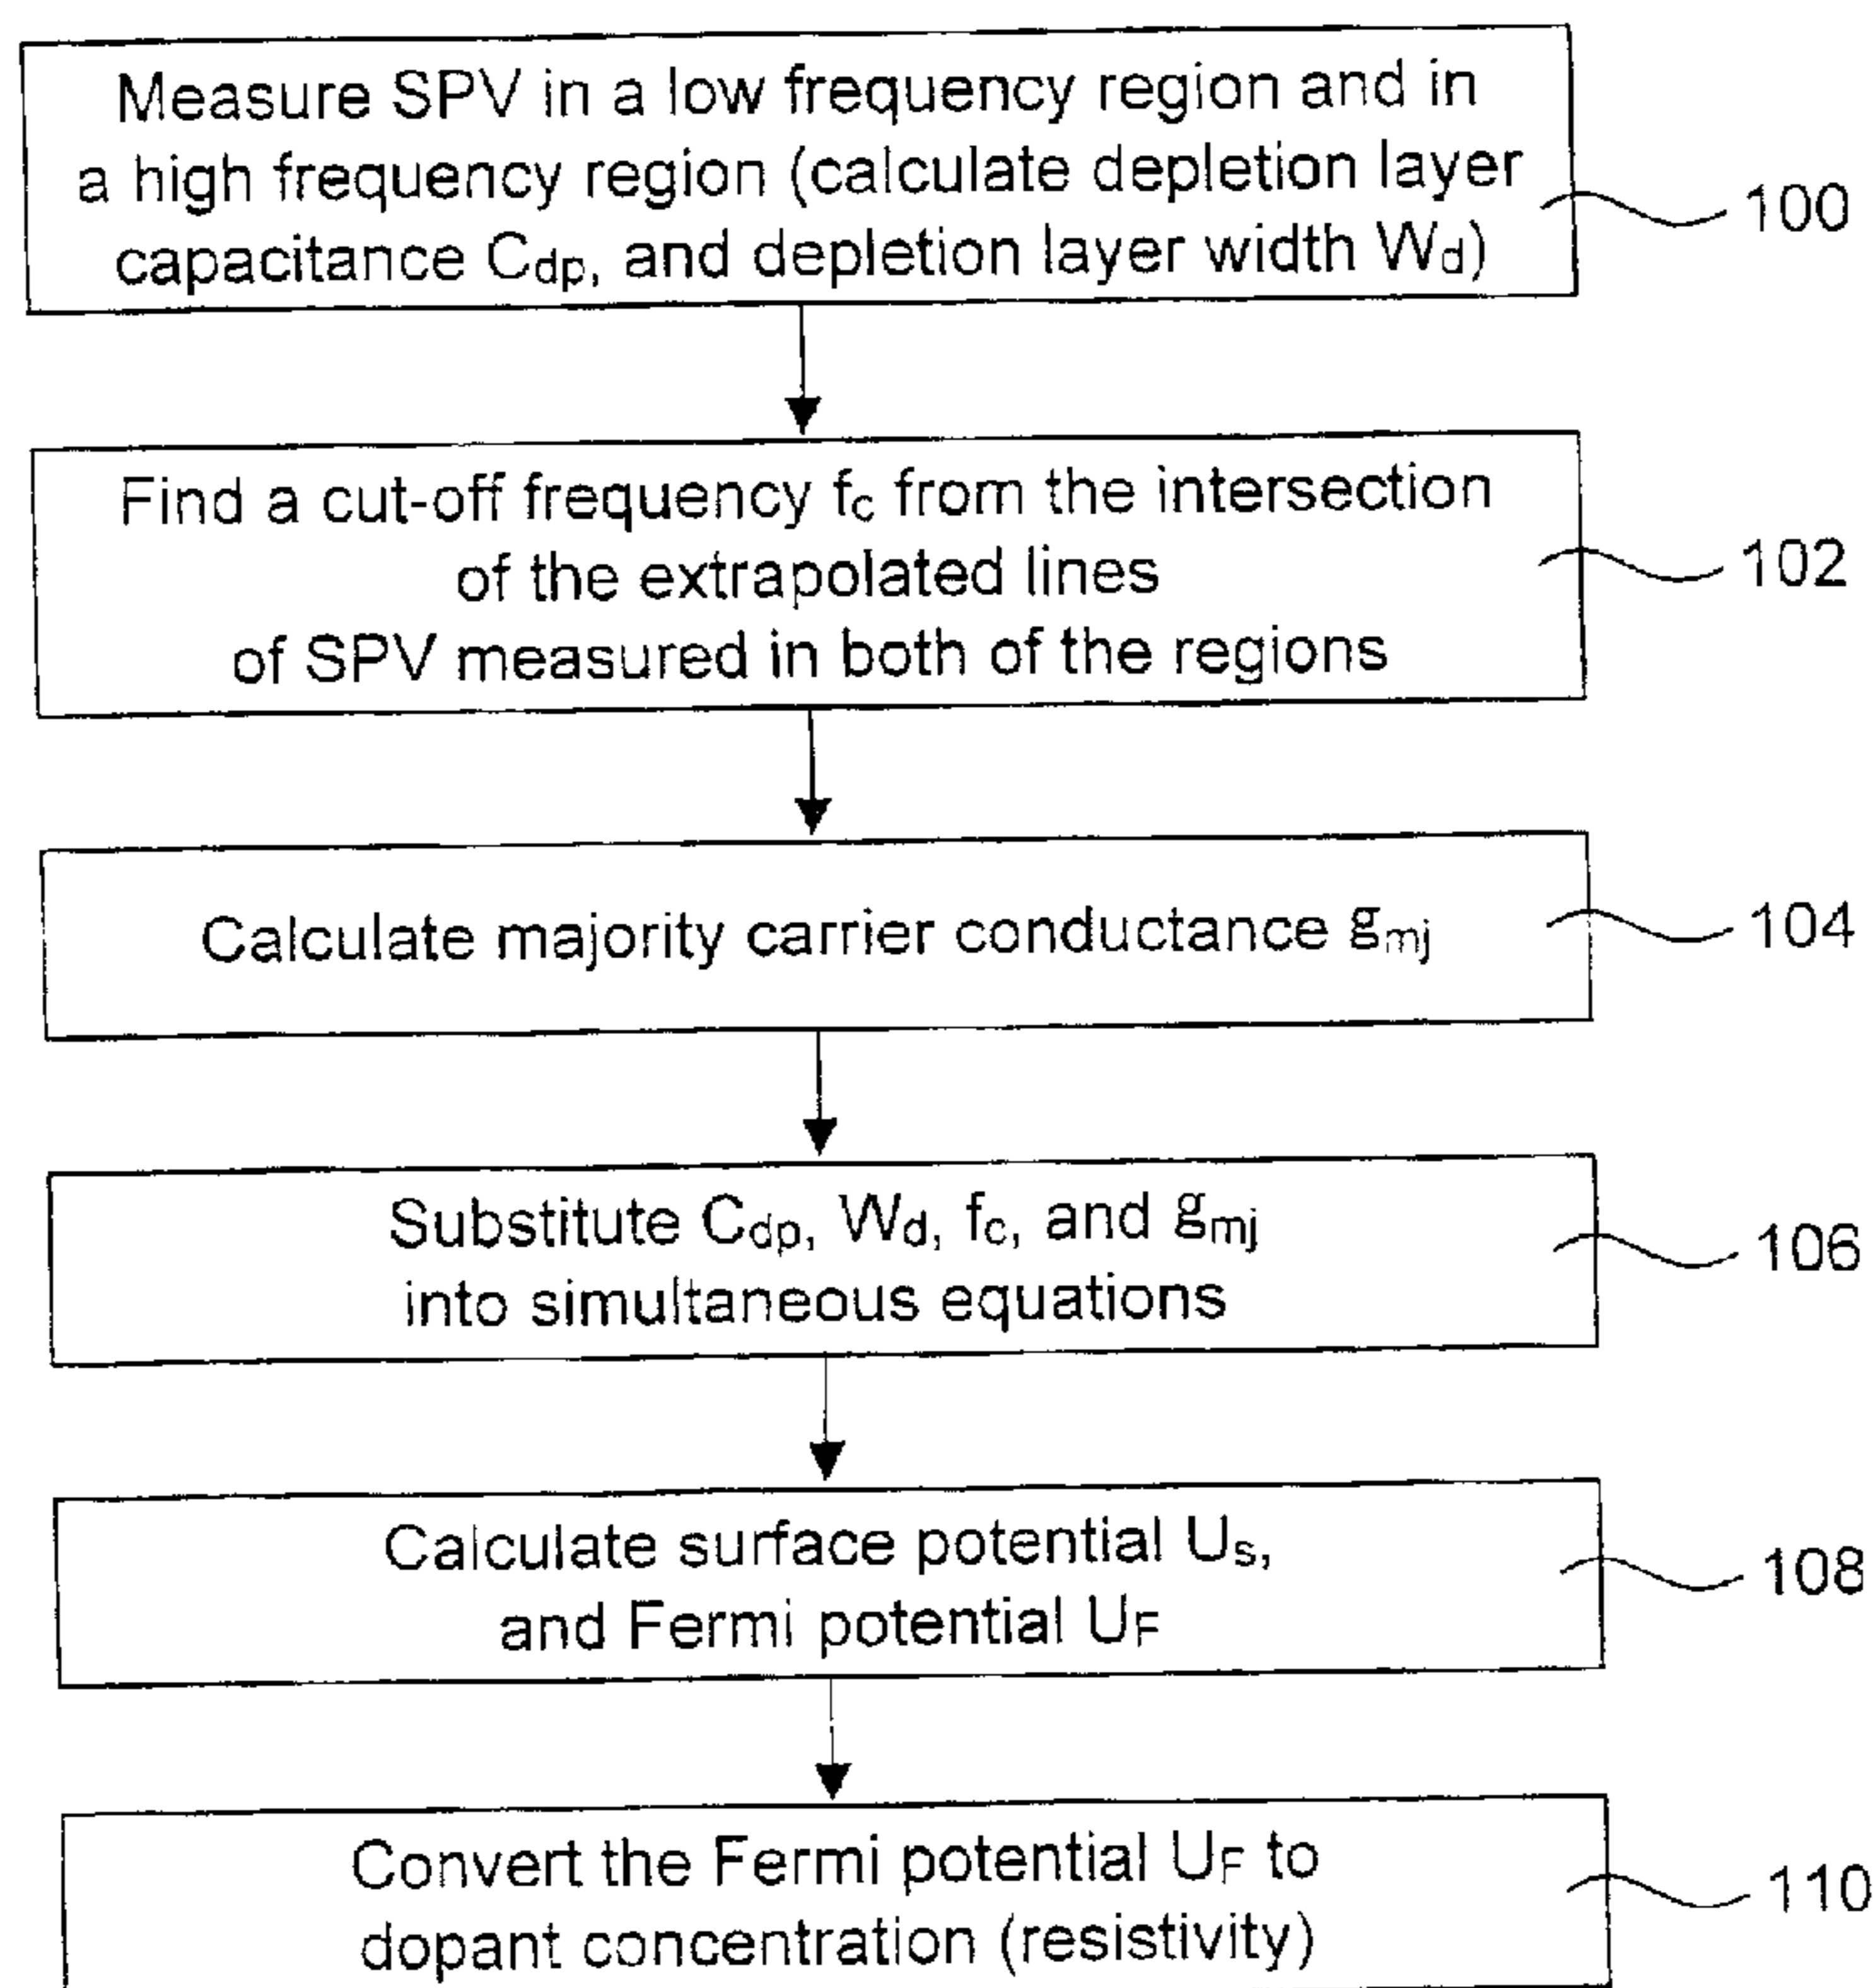 Measure SPV in a low frequency region and in
a high frequency region (calculate depletion layer
capacitance Cdp, and depletion layer width Wd)
100
Find a cut-off frequency fc from the intersection
of the extrapolated lines
of SPV measured in both of the regions
102
Calculate majority carrier conductance gmj
104
Substitute Cdp, Wd, fc, and gmj
into simultaneous equations
106
Calculate surface potential Us,
and Fermi potential UF
108
Convert the Fermi potential UF to
dopant concentration (resistivity)
110